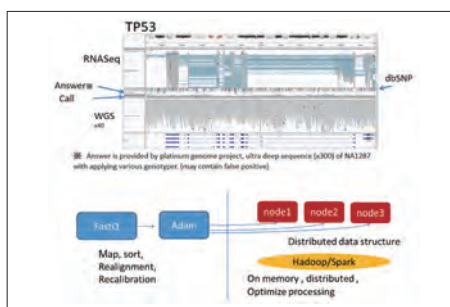 TP53
RNASeq
dbSNP
Answer※
Call
WGS
x40
※ Answer is provided by platinum genome project, ultra deep sequence (x300) of NA1287
with applying various genotyper. (may contain false positive)
node1 node2 node3
FastQ Adam
Distributed data structure
Map, sort,
Realignment,
Recalibration
Hadoop/Spark
On memory , distributed ,
Optimize processing